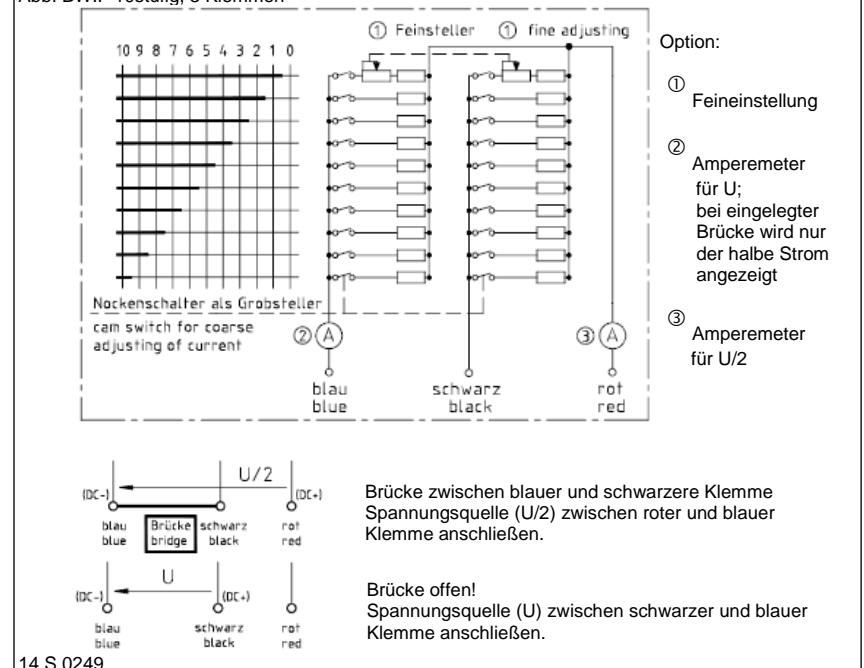 ① Feinsteller ① fine adjusting
10 9 8 7 6 5 4 3 2 1 0
Option:
①
Feineinstellung
②
Amperemeter
für U;
bei eingelegter
Brücke wird nur
der halbe Strom
angezeigt
③
Amperemeter
für U/2
Nockenschalter als Grobsteller
cam switch for coarse
adjusting of current
② A
③ A
blau schwarz rot
blue black red
U/2
(DC-) (DC+)
blau Brücke schwarz rot
blue bridge black red
Brücke zwischen blauer und schwarzere Klemme
Spannungsquelle (U/2) zwischen roter und blauer
Klemme anschließen.
U
(DC-) (DC+)
blau schwarz rot
blue black red
Brücke offen!
Spannungsquelle (U) zwischen schwarzer und blauer
Klemme anschließen.
14 S 0249